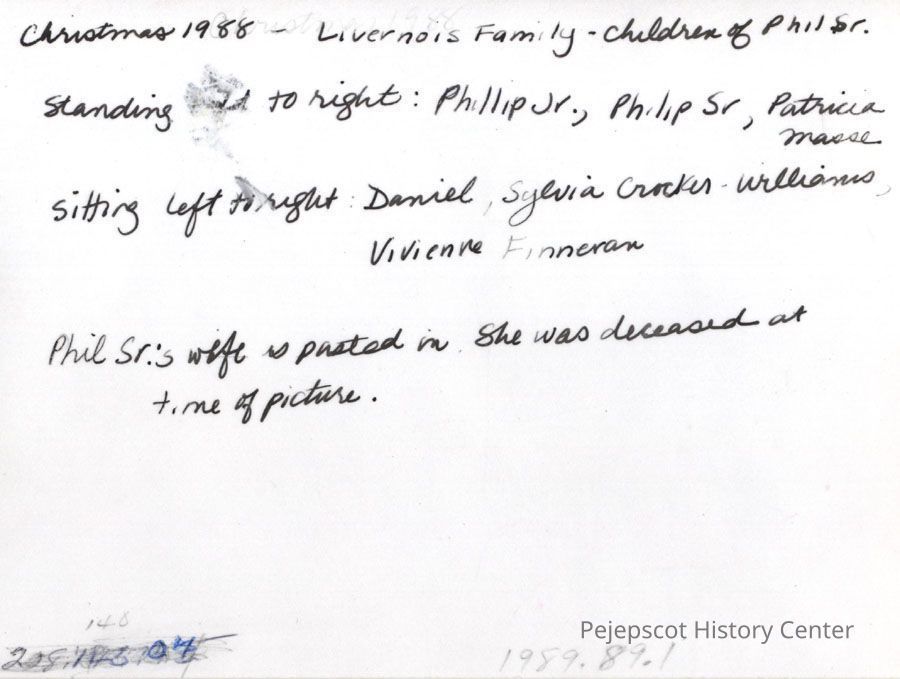 Christmas 1988 - Livernois Family - children of Phil Sr.
Standing to right: Phillip Jr., Philip Sr, Patricia
Masse
Sitting left to right: Daniel, Sylvia Crocker-Williams,
Vivienne Finneran
Phil Sr.'s wife is pasted in. She was deceased at
time of picture.
148
Pejepscot History Center
1989.89.1